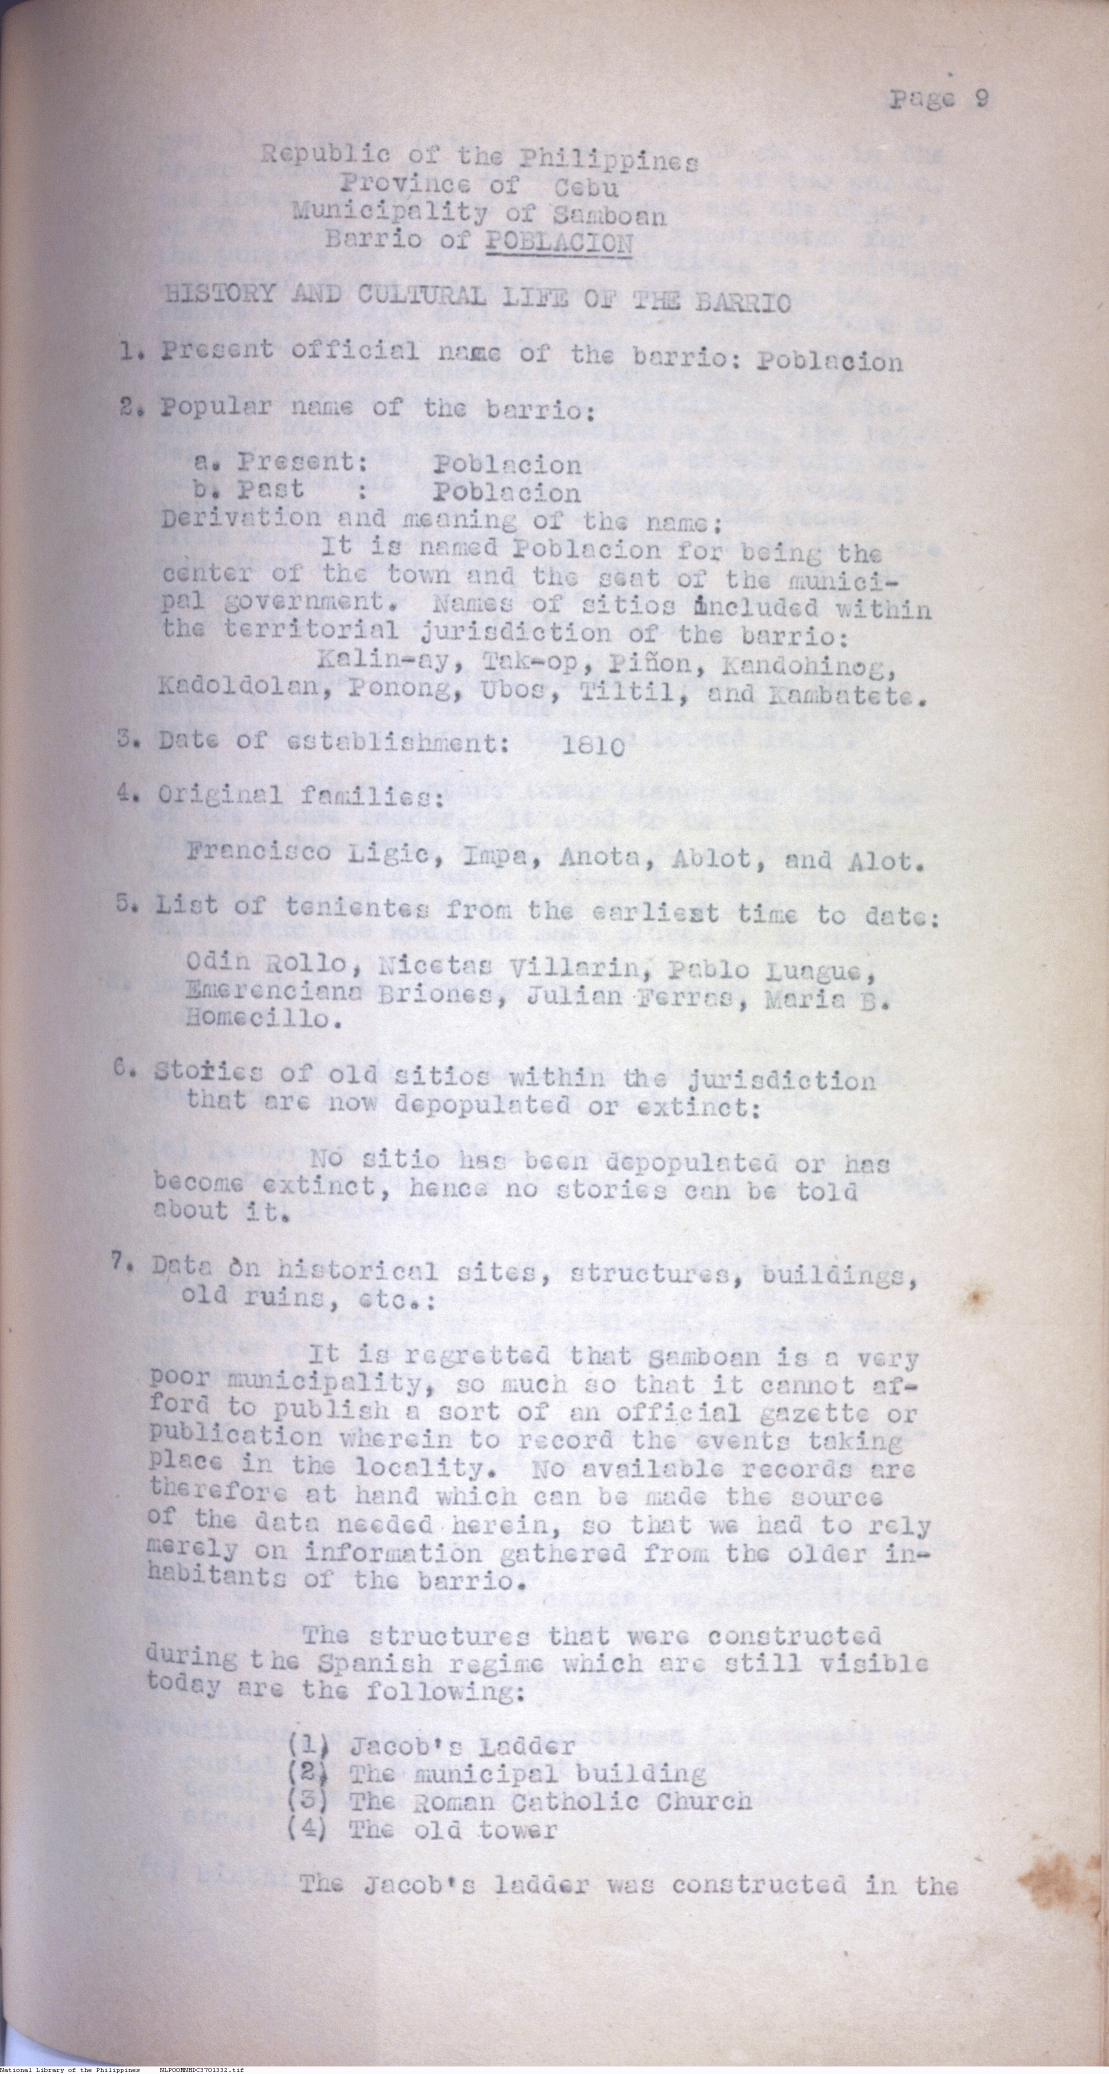 Page 9
Republic of the Philippines
Province of Cebu
Municipality of Samboan
Barrio of POBLACION
HISTORY AND CULTURAL LIFE OF THE BARRIO
1. Present official name of the barrio: Poblacion
2. Popular name of the barrio:
a. Present: Poblacion
b. Past : Poblacion
Derivation and meaning of the name:
It is named Poblacion for being the
center of the town and the seat of the munici-
pal government. Names of sitios included within
the territorial jurisdiction of the barrio:
Kalin-ay, Tak-op, Piñon, Kandohinog,
Kadoldolan, Ponong, Ubos, Tiltil, and Kambatete.
3. Date of establishment: 1810
4. Original families:
Francisco Ligic, Impa, Anota, Ablot, and Alot.
5. List of tenientes from the earliest time to date:
Odin Rollo, Nicetas Villarin, Pablo Luague,
Emerenciana Briones, Julian Ferras, Maria B.
Homecillo.
6. Stories of old sitios within the jurisdiction
that are now depopulated or extinct:
No sitio has been depopulated or has
become extinct, hence no stories can be told
about it.
7. Data on historical sites, structures, buildings,
old ruins, etc.:
It is regretted that Samboan is a very
poor municipality, so much so that it cannot af-
ford to publish a sort of an official gazette or
publication wherein to record the events taking
place in the locality. No available records are
therefore at hand which can be made the source
of the data needed herein, so that we had to rely
merely on information gathered from the older in-
habitants of the barrio.
The structures that were constructed
during the Spanish regime which are still visible
today are the following:
(1) Jacob's Ladder
(2) The municipal building
(3) The Roman Catholic Church
(4) The old tower
The Jacob's ladder was constructed in the
National Library of the Philippines NLPOOMNHDC3701332.tif